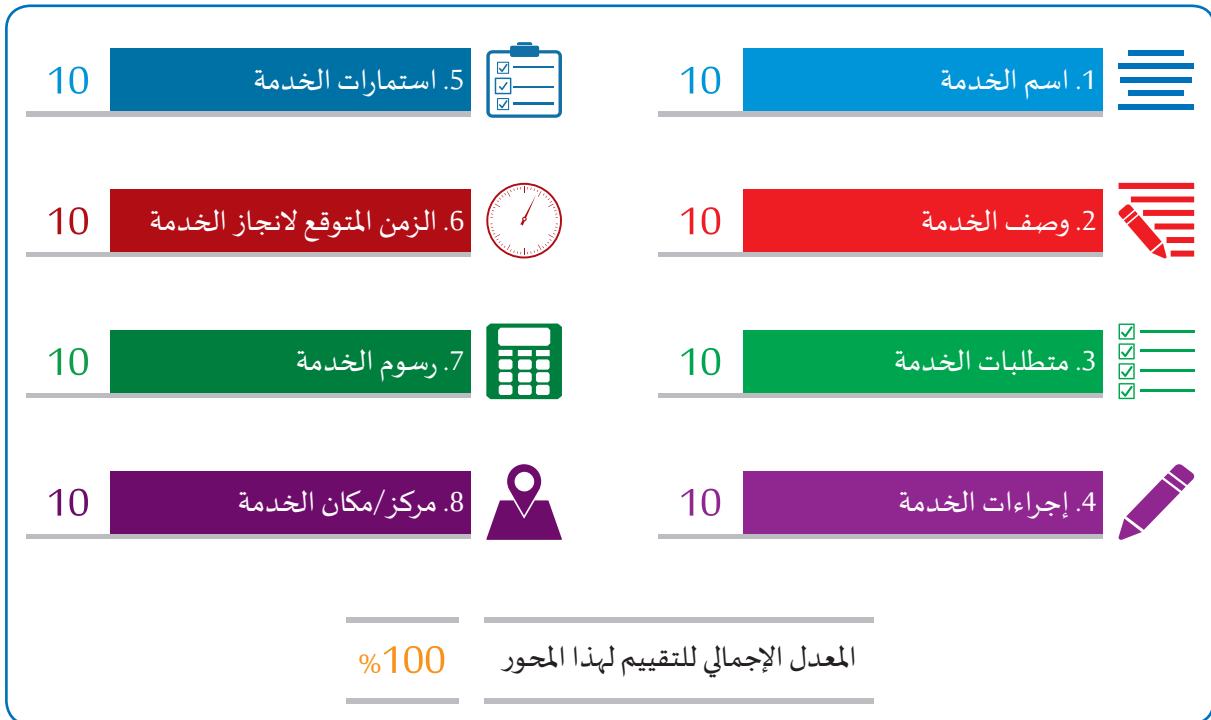 1. اسم الخدمة
10
2. وصف الخدمة
10
3. متطلبات الخدمة
10
4. إجراءات الخدمة
10
5. استمارات الخدمة
10
6. الزمن المتوقع لانجاز الخدمة
10
7. رسوم الخدمة
10
8. مركز/مكان الخدمة
10
المعدل الإجمالي للتقييم لهذا المحور
%100